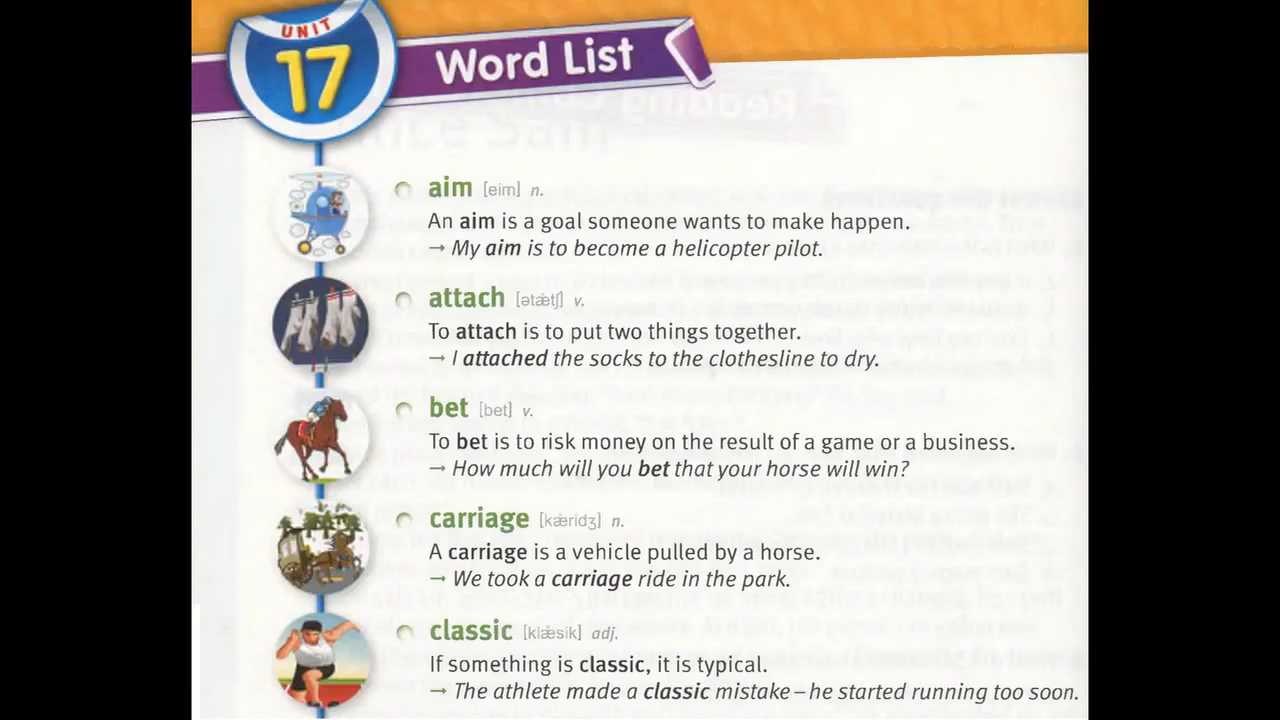 UNIT
17
Word List
aim [eim] n.
An aim is a goal someone wants to make happen.
→ My aim is to become a helicopter pilot.
attach [ətǽtʃ] v.
To attach is to put two things together.
→ I attached the socks to the clothesline to dry.
bet [bet] v.
To bet is to risk money on the result of a game or a business.
→ How much will you bet that your horse will win?
carriage [kǽridʒ] n.
A carriage is a vehicle pulled by a horse.
→ We took a carriage ride in the park.
classic [klǽsik] adj.
If something is classic, it is typical.
→ The athlete made a classic mistake – he started running too soon.